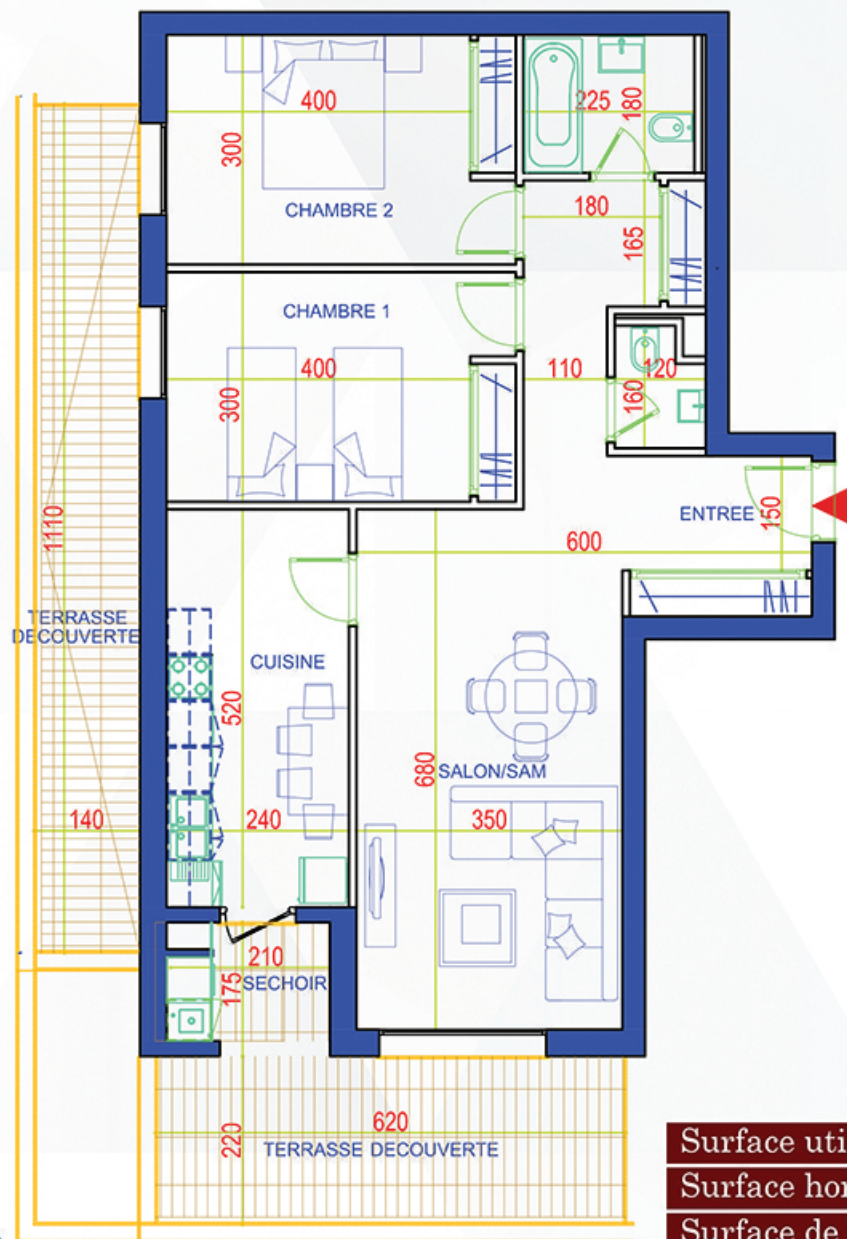 400
225
180
300
CHAMBRE 2
180
165
CHAMBRE 1
400
110
120
300
160
ENTREE
150
1110
600
TERRASSE
DECOUVERTE
CUISINE
520
680
SALON/SAM
140
240
350
210
SECHOIR
175
620
220
TERRASSE DECOUVERTE
Surface uti
Surface hor
Surface de